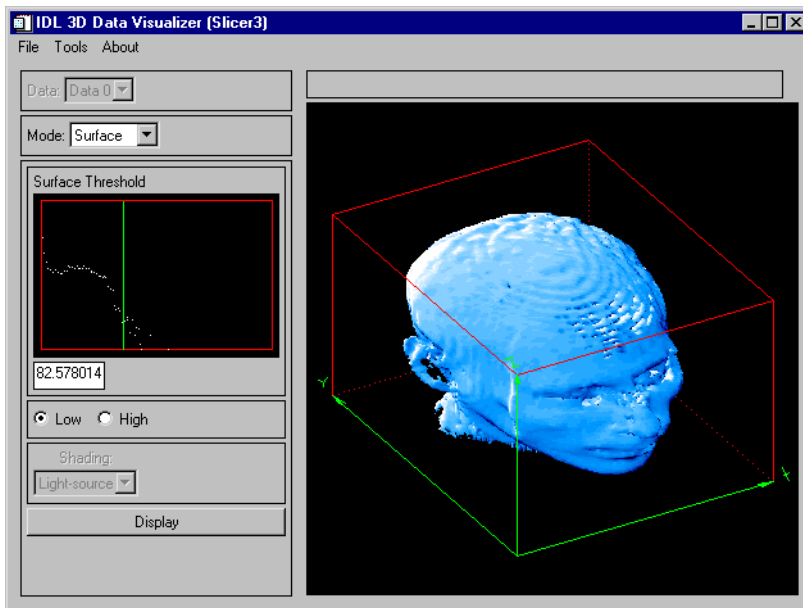 IDL 3D Data Visualizer (Slicer3)
File Tools About
Data: Data 0
Mode: Surface
Surface Threshold
82.578014
Low High
Shading:
Light-source
Display
Y
X